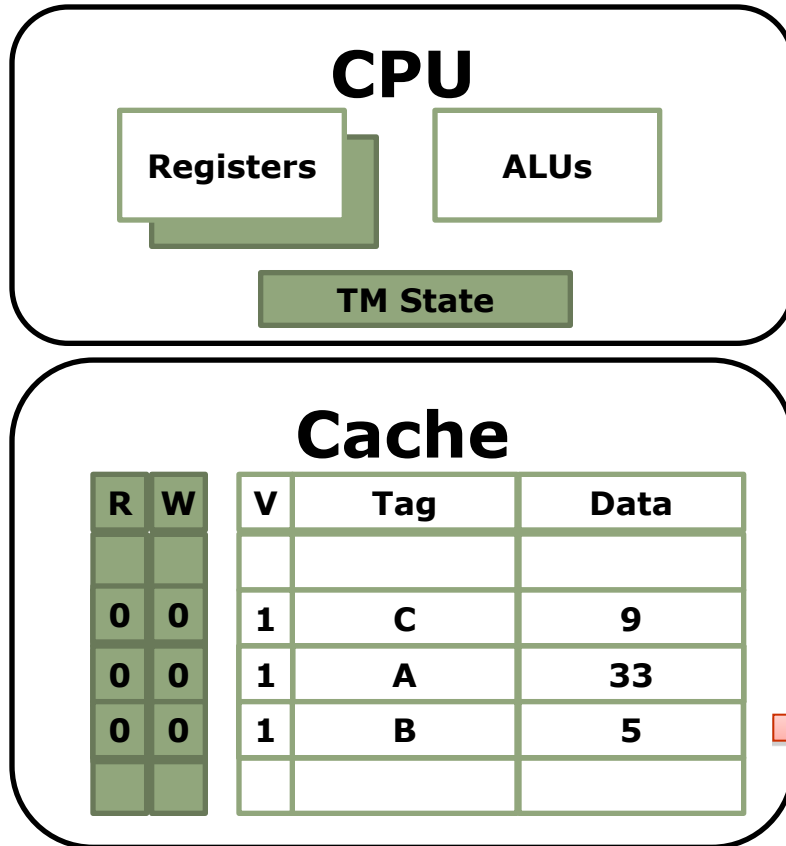 CPU
Registers ALUs
TM State
Cache
R W V Tag Data
0 0 1 C 9
0 0 1 A 33
0 0 1 B 5